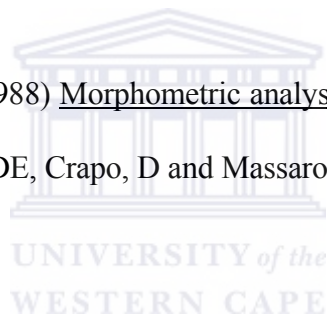 988) Morphometric analys
DE, Crapo, D and Massaro
UNIVERSITY of the
WESTERN CAPE